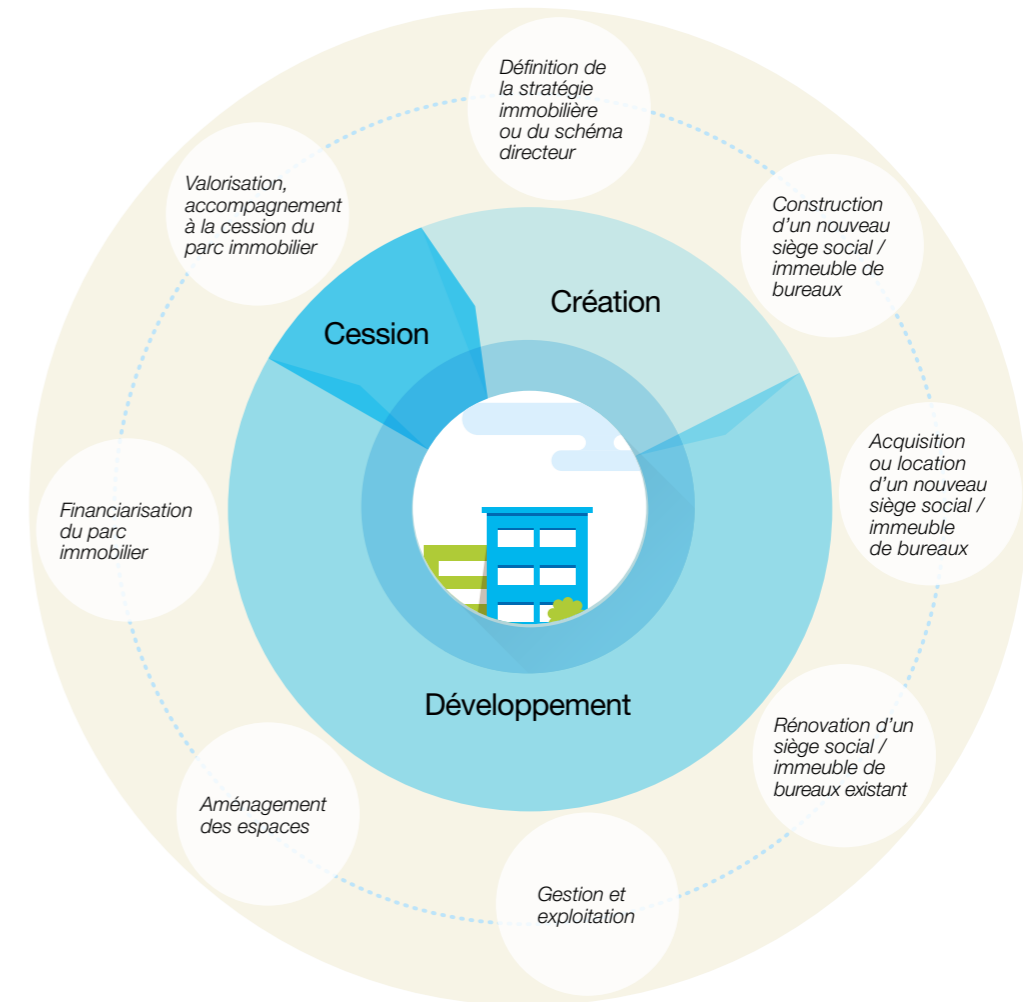 Définition de
la stratégie
immobilière
ou du schéma
directeur
Construction
d’un nouveau
siège social /
immeuble de
bureaux
Acquisition
ou location
d’un nouveau
siège social /
immeuble
de bureaux
Rénovation d’un
siège social /
immeuble de
bureaux existant
Gestion et
exploitation
Aménagement
des espaces
Financiarisation
du parc
immobilier
Valorisation,
accompagnement
à la cession du
parc immobilier
Création
Développement
Cession